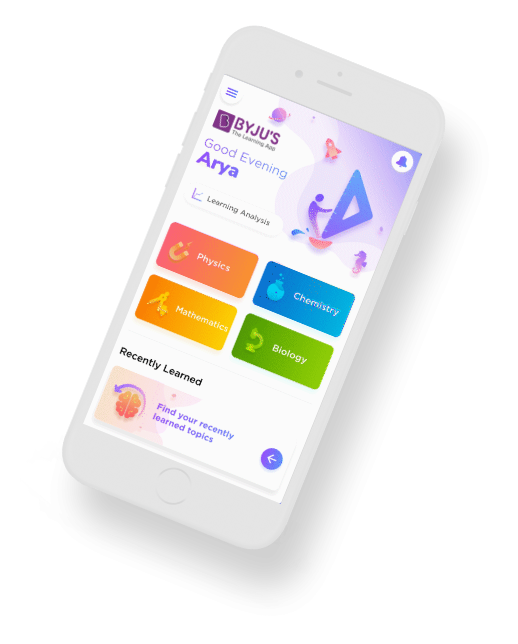 BYJU'S
The Learning App
Good Evening
Arya
Learning Analysis
Physics
Chemistry
Mathematics
Biology
Recently Learned
Find your recently
learned topics